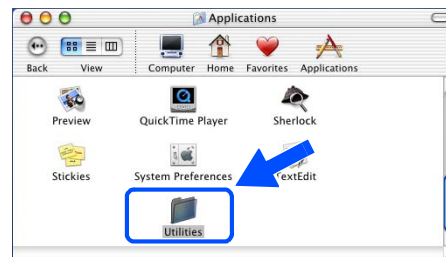 Applications
Back View Computer Home Favorites Applications
Preview QuickTime Player Sherlock
Stickies System Preferences TextEdit
Utilities